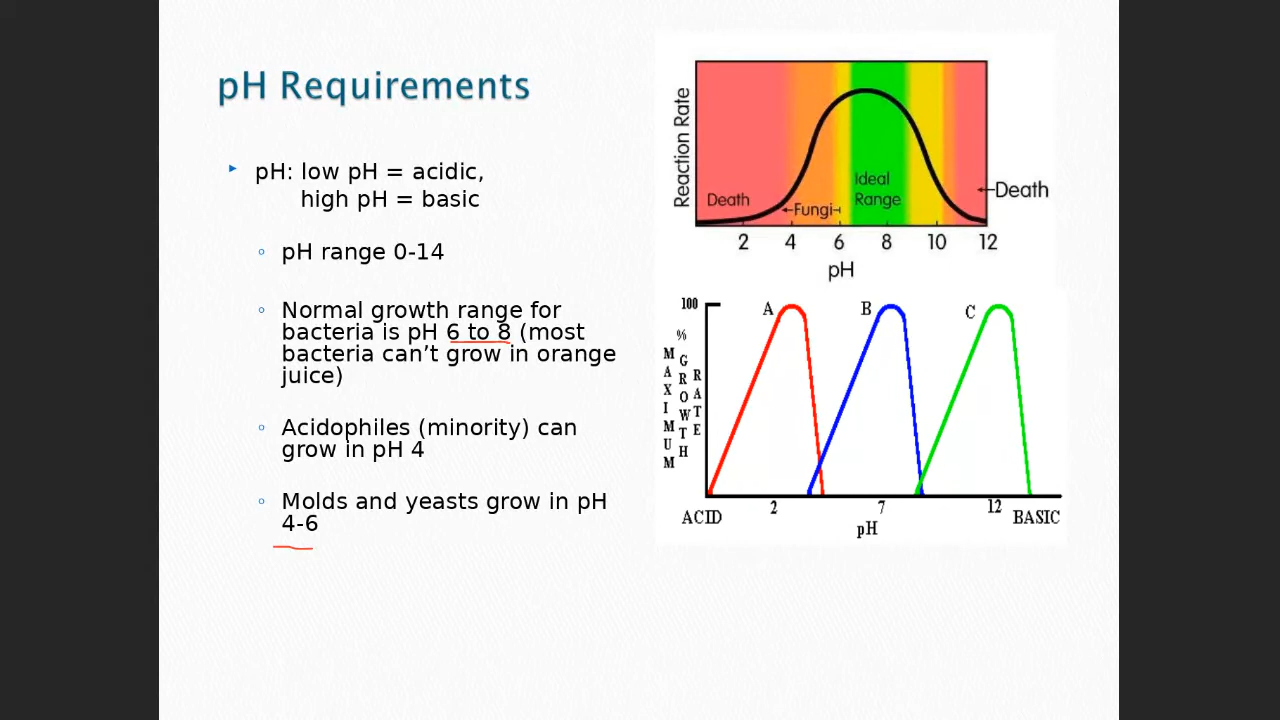 pH Requirements
pH: low pH = acidic,
high pH = basic
pH range 0-14
Normal growth range for
bacteria is pH 6 to 8 (most
bacteria can’t grow in orange
juice)
Acidophiles (minority) can
grow in pH 4
Molds and yeasts grow in pH
4-6
Reaction Rate
Death
Fungi
Ideal
Range
Death
2 4 6 8 10 12
pH
100
A B C
% MAXIMUM GROWTH RATE
2 7 12
ACID BASIC
pH